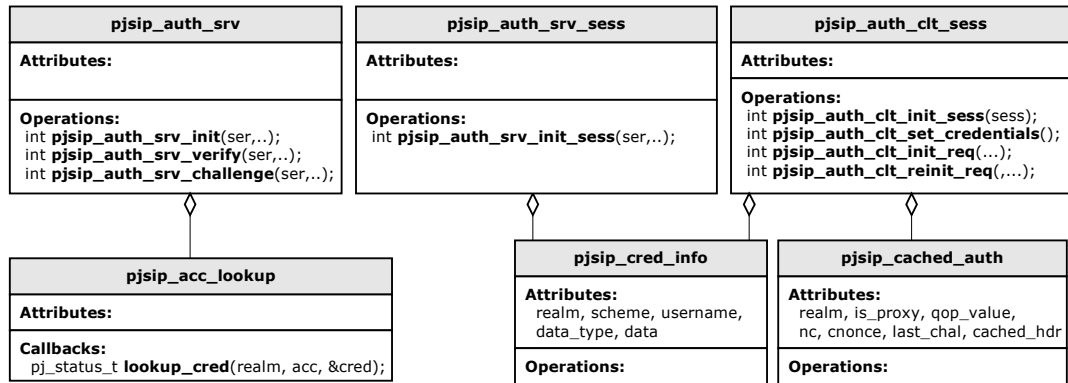 pjsip_auth_srv
Attributes:
Operations:
int pjsip_auth_srv_init(ser,..);
int pjsip_auth_srv_verify(ser,..);
int pjsip_auth_srv_challenge(ser,..);
pjsip_auth_srv_sess
Attributes:
Operations:
int pjsip_auth_srv_init_sess(ser,..);
pjsip_auth_clt_sess
Attributes:
Operations:
int pjsip_auth_clt_init_sess(sess);
int pjsip_auth_clt_set_credentials();
int pjsip_auth_clt_init_req(...);
int pjsip_auth_clt_reinit_req(,...);
pjsip_acc_lookup
Attributes:
Callbacks:
pj_status_t lookup_cred(realm, acc, &cred);
pjsip_cred_info
Attributes:
realm, scheme, username,
data_type, data
Operations:
pjsip_cached_auth
Attributes:
realm, is_proxy, qop_value,
nc, cnonce, last_chal, cached_hdr
Operations: